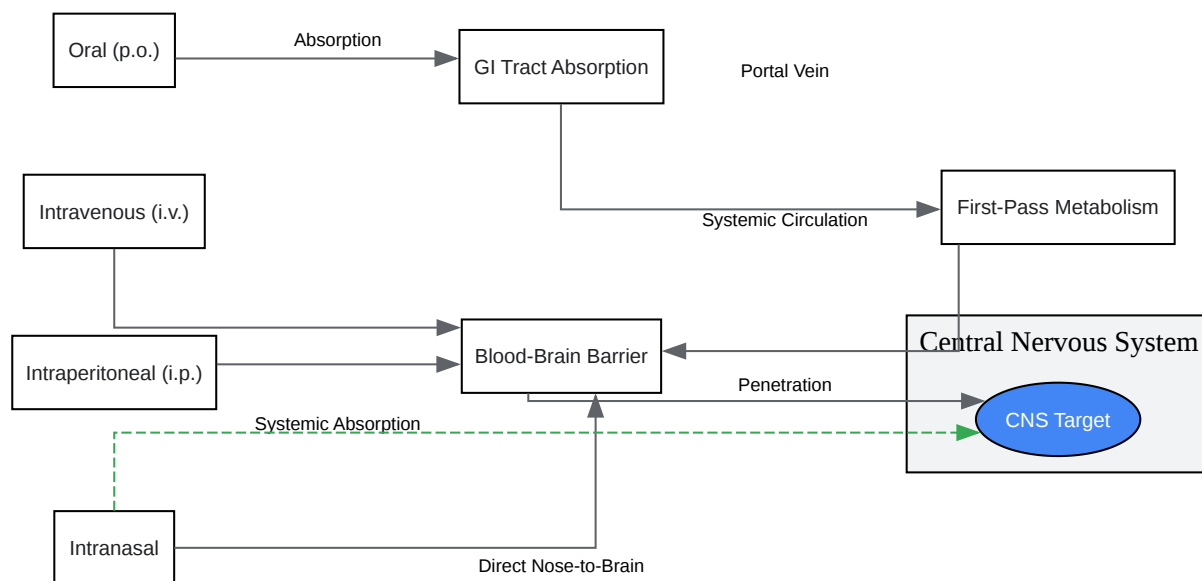 Oral (p.o.)
Absorption
GI Tract Absorption
Portal Vein
Intravenous (i.v.)
Systemic Circulation
First-Pass Metabolism
Central Nervous System
Intraperitoneal (i.p.)
Blood-Brain Barrier
Penetration
CNS Target
Systemic Absorption
Intranasal
Direct Nose-to-Brain